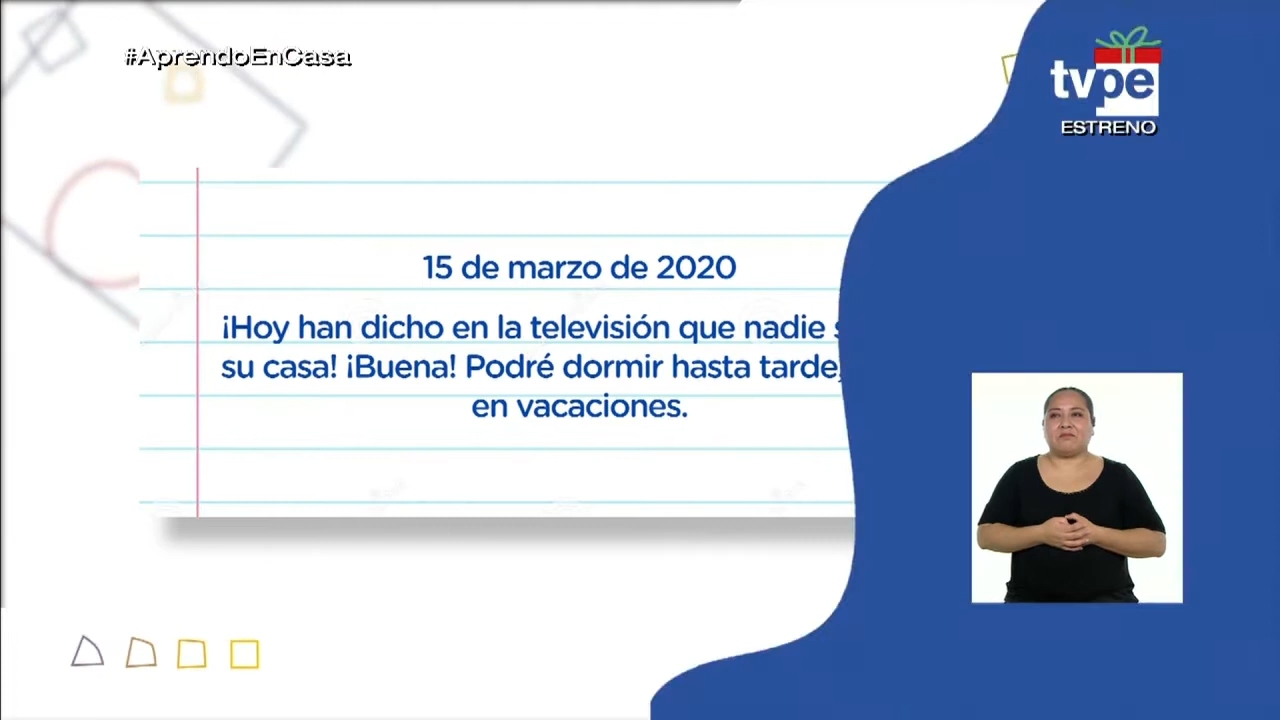 #AprendoEnCasa
tvpe
ESTRENO
15 de marzo de 2020
¡Hoy han dicho en la televisión que nadie
su casa! ¡Buena! Podré dormir hasta tarde,
en vacaciones.